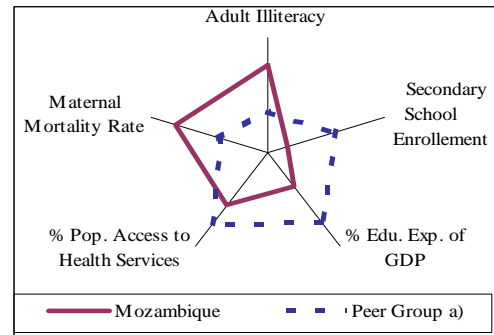 Adult Illiteracy
Secondary
School
Enrollement
% Edu. Exp. of
GDP
% Pop. Access to
Health Services
Maternal
Mortality Rate
Mozambique
Peer Group a)